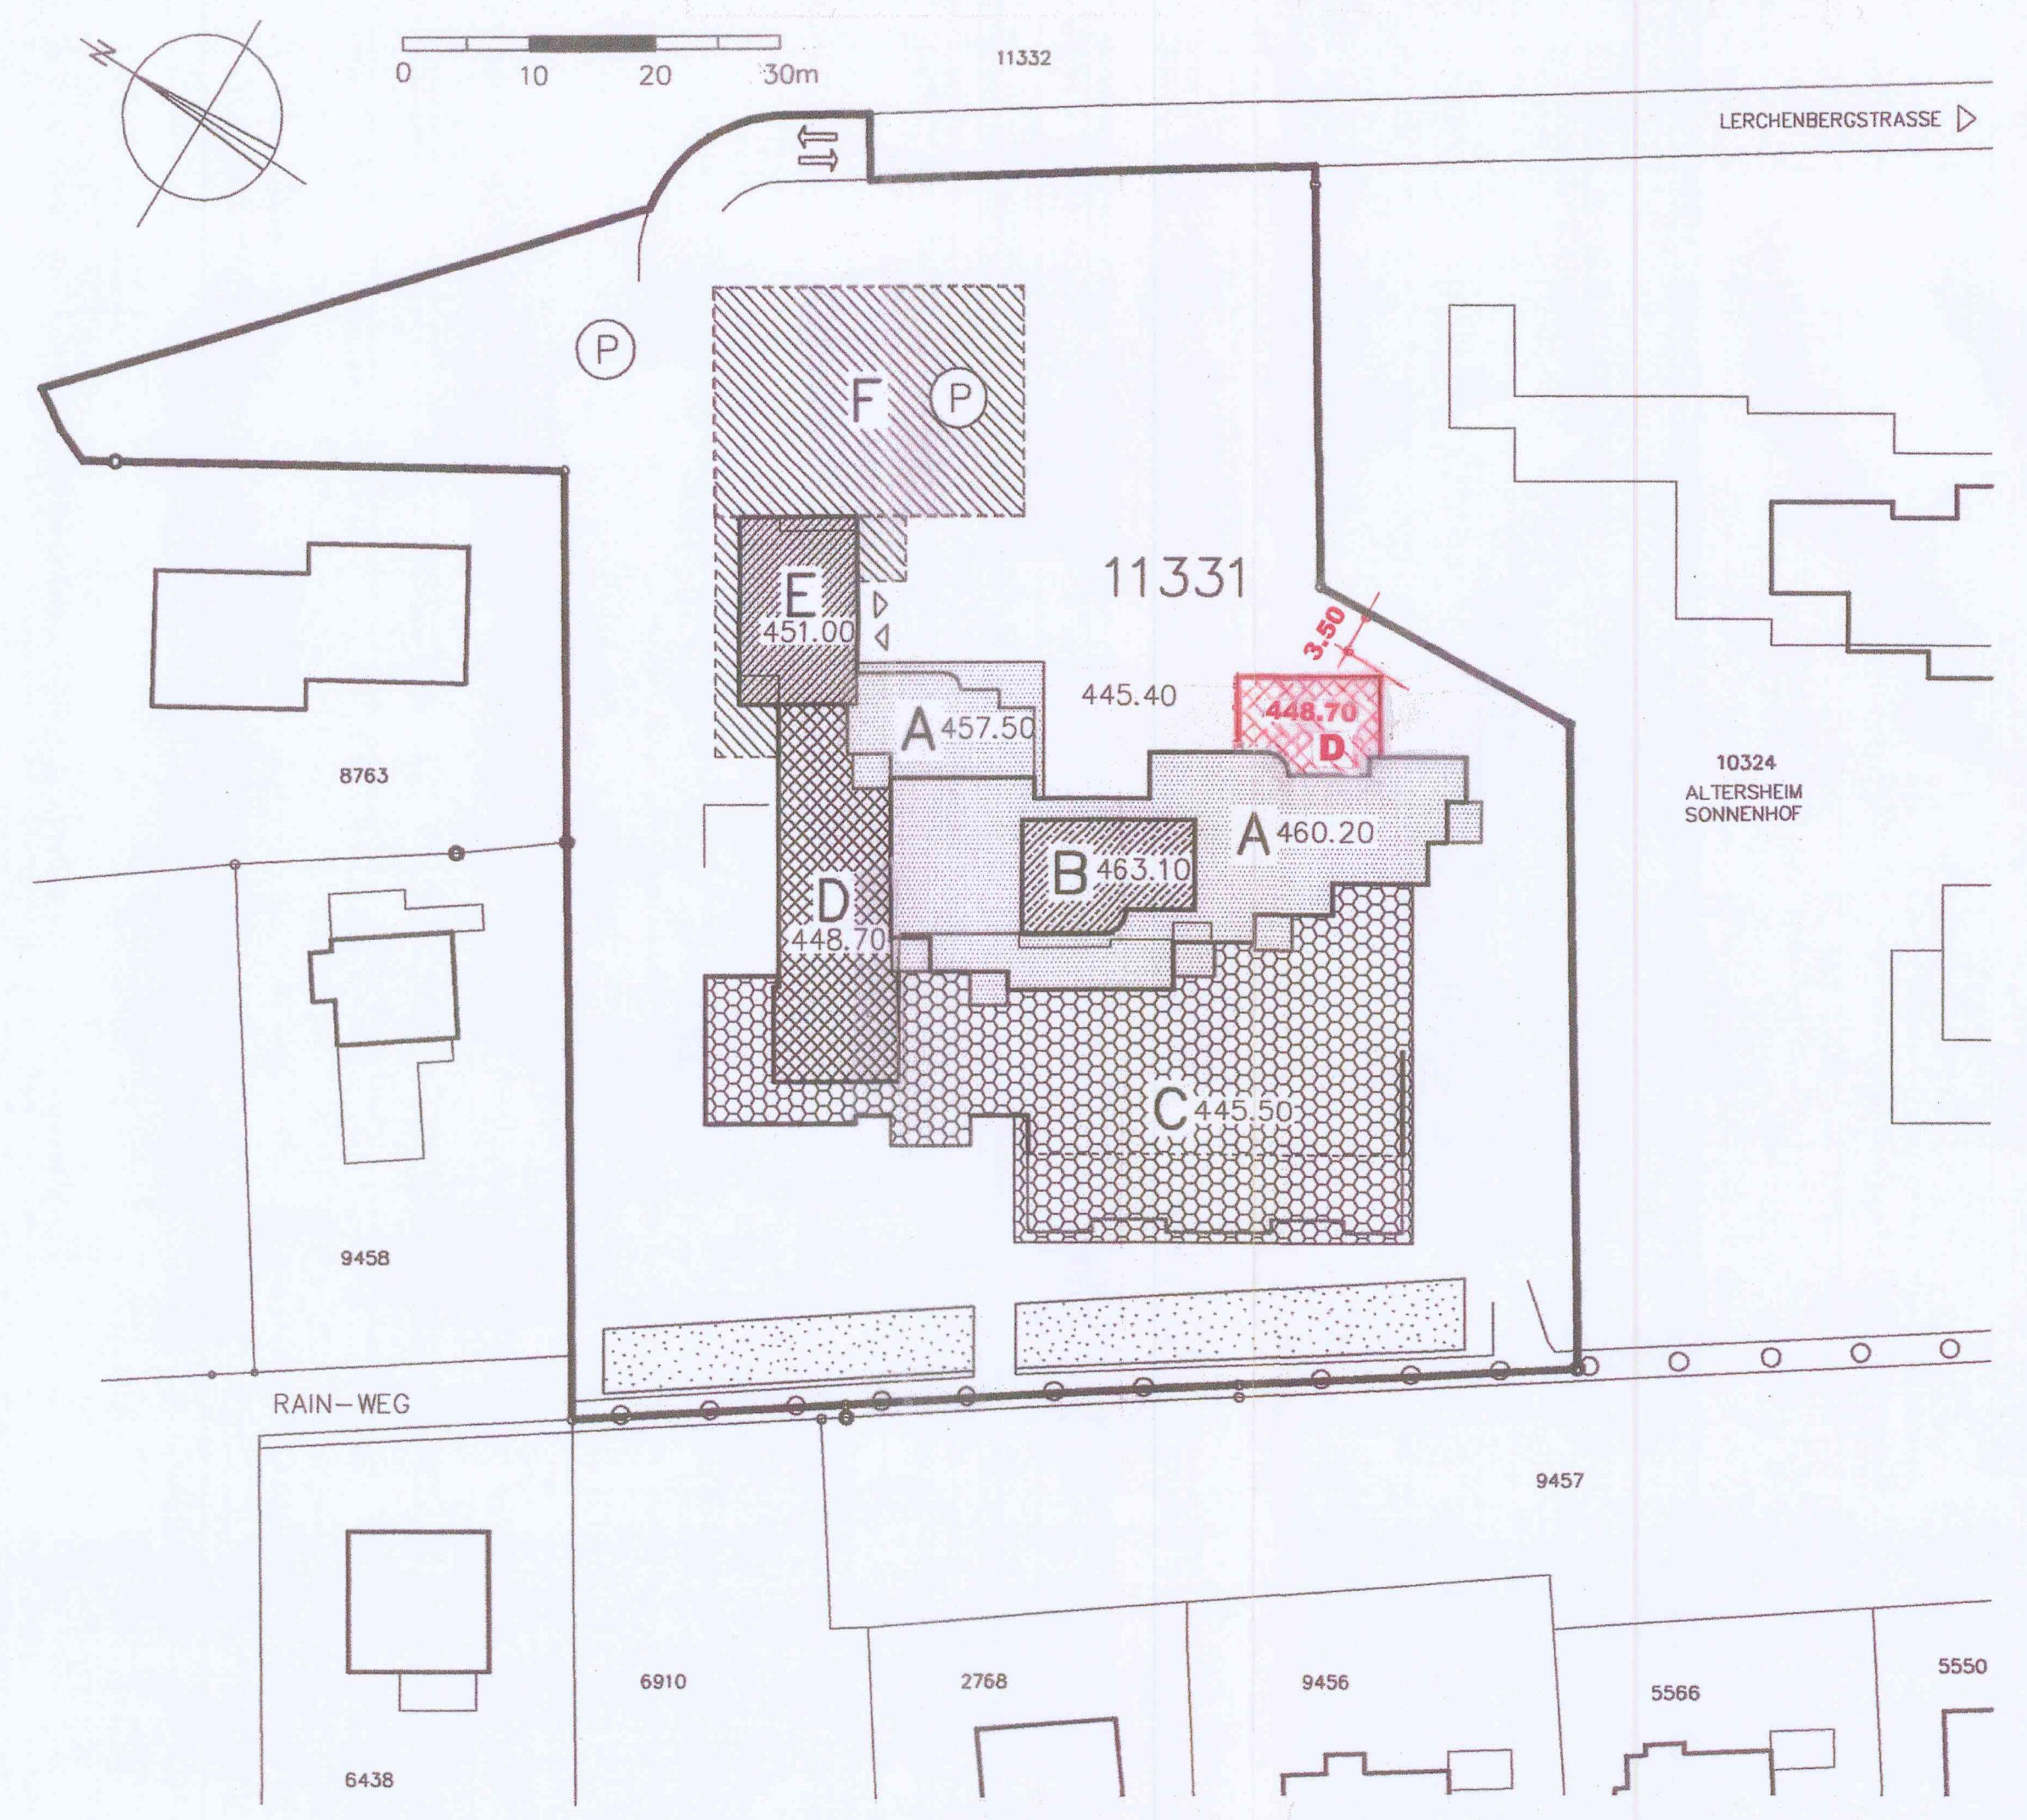 N
0 10 20 30m
11332
LERCHENBERGSTRASSE
P
F P
E
451.00
11331
3.50
445.40
448.70
D
A 457.50
8763
10324
ALTERSHEIM
SONNENHOF
A 460.20
B 463.10
D
448.70
C 445.50
9458
RAIN-WEG
9457
6910
2768
9456
5566
5550
6438